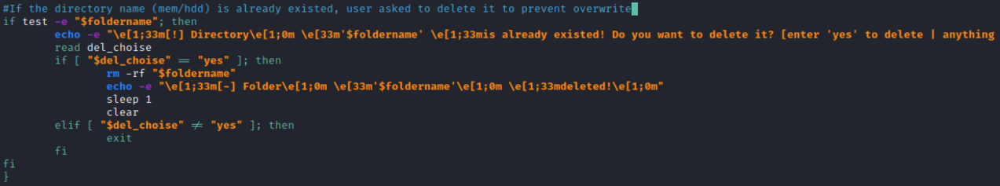 #If the directory name (mem/hdd) is already existed, user asked to delete it to prevent overwrite
if test -e "$foldername"; then
        echo -e "\e[1;33m[!] Directory\e[1;0m \e[33m'$foldername' \e[1;33mis already existed! Do you want to delete it? [enter 'yes' to delete | anything
        read del_choise
        if [ "$del_choise" == "yes" ]; then
                rm -rf "$foldername"
                echo -e "\e[1;33m[-] Folder\e[1;0m \e[33m'$foldername'\e[1;0m \e[1;33mdeleted!\e[1;0m"
                sleep 1
                clear
        elif [ "$del_choise" != "yes" ]; then
                exit
        fi
fi
}